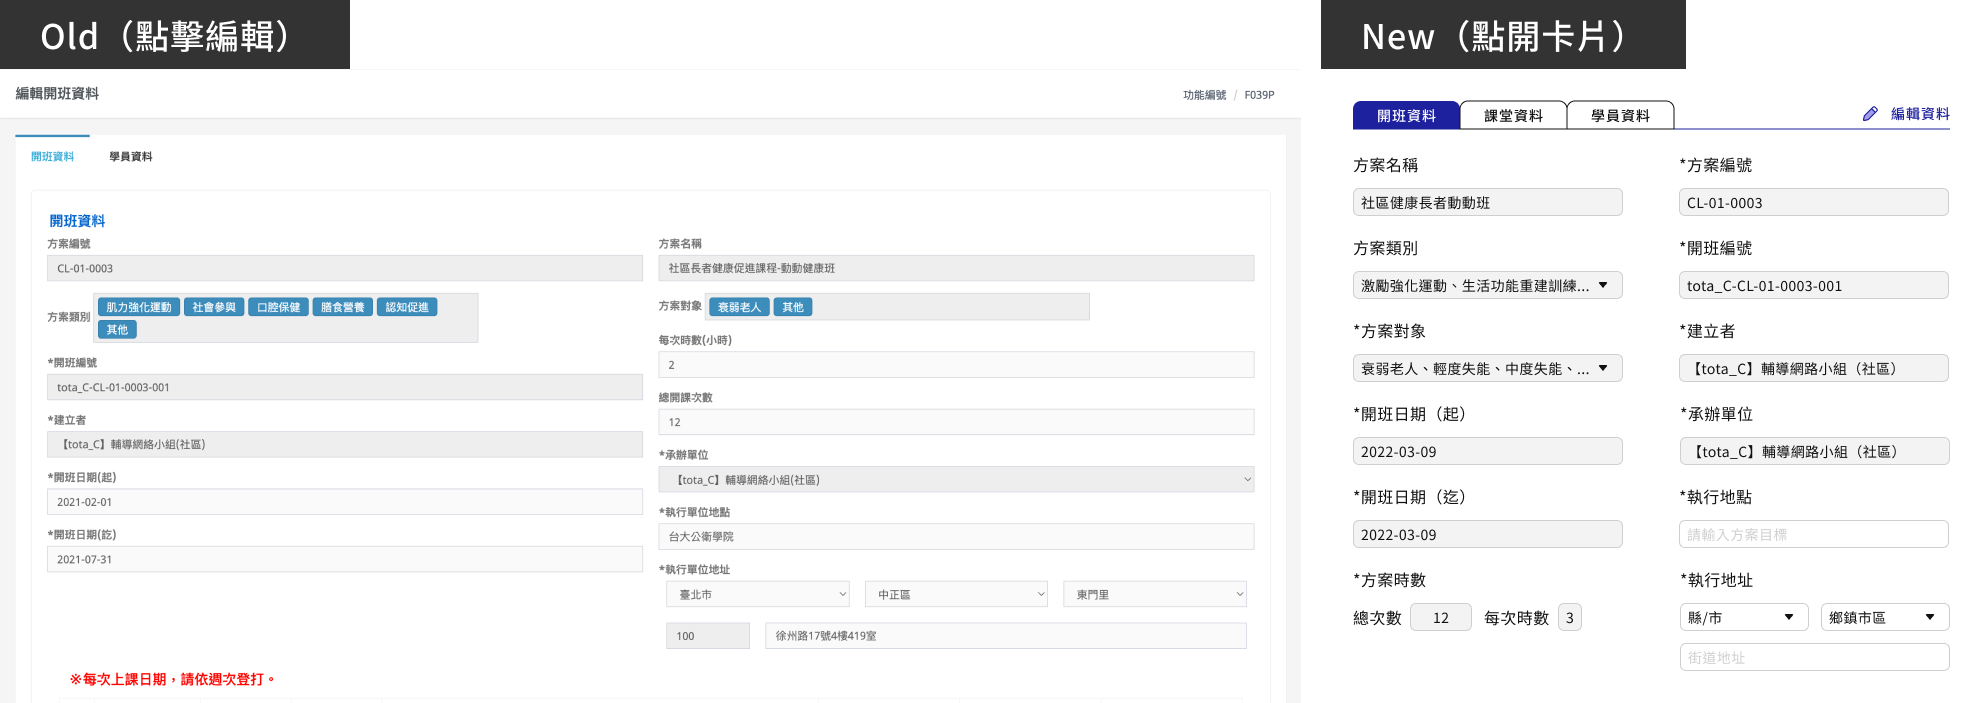 Old（點擊編輯）
編輯開班資料
功能編號 / F039P
開班資料
學員資料
開班資料
方案編號
CL-01-0003
方案類別
肌力強化運動
社會參與
口腔保健
膳食營養
認知促進
其他
*開班編號
tota_C-CL-01-0003-001
*建立者
【tota_C】輔導網絡小組(社區)
*開班日期(起)
2021-02-01
*開班日期(訖)
2021-07-31
方案名稱
社區長者健康促進課程-動動健康班
方案對象
衰弱老人
其他
每次時數(小時)
2
總開課次數
12
*承辦單位
【tota_C】輔導網絡小組(社區)
*執行單位地點
台大公衛學院
*執行單位地址
臺北市
中正區
東門里
100
徐州路17號4樓419室
※每次上課日期，請依週次登打。
New（點開卡片）
開班資料
課堂資料
學員資料
編輯資料
方案名稱
社區健康長者動動班
方案類別
激勵強化運動、生活功能重建訓練...
*方案對象
衰弱老人、輕度失能、中度失能、...
*開班日期（起）
2022-03-09
*開班日期（迄）
2022-03-09
*方案時數
總次數 12 每次時數 3
*方案編號
CL-01-0003
*開班編號
tota_C-CL-01-0003-001
*建立者
【tota_C】輔導網路小組（社區）
*承辦單位
【tota_C】輔導網路小組（社區）
*執行地點
請輸入方案目標
*執行地址
縣/市
鄉鎮市區
街道地址